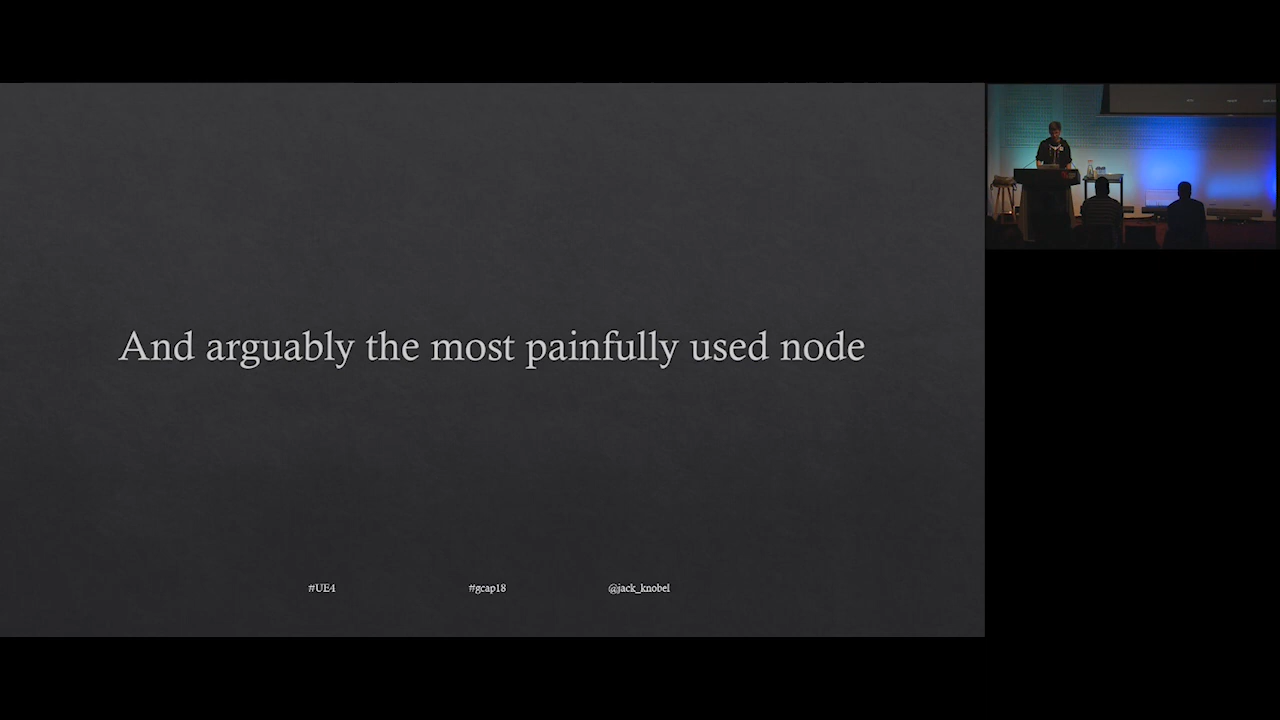 And arguably the most painfully used node
#UE4
#gcap18
@jack_knobel